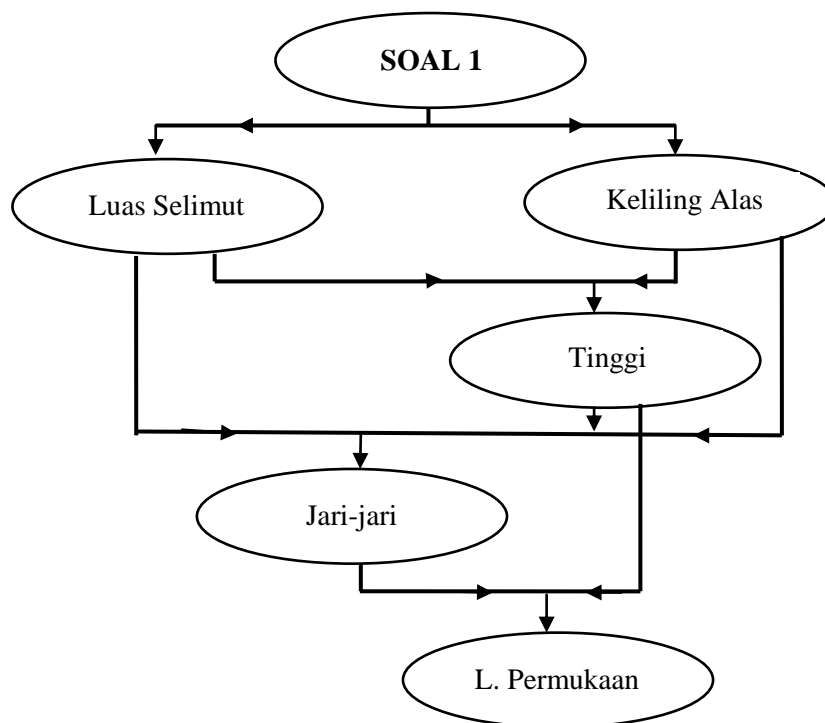 SOAL 1
Luas Selimut
Keliling Alas
Tinggi
Jari-jari
L. Permukaan